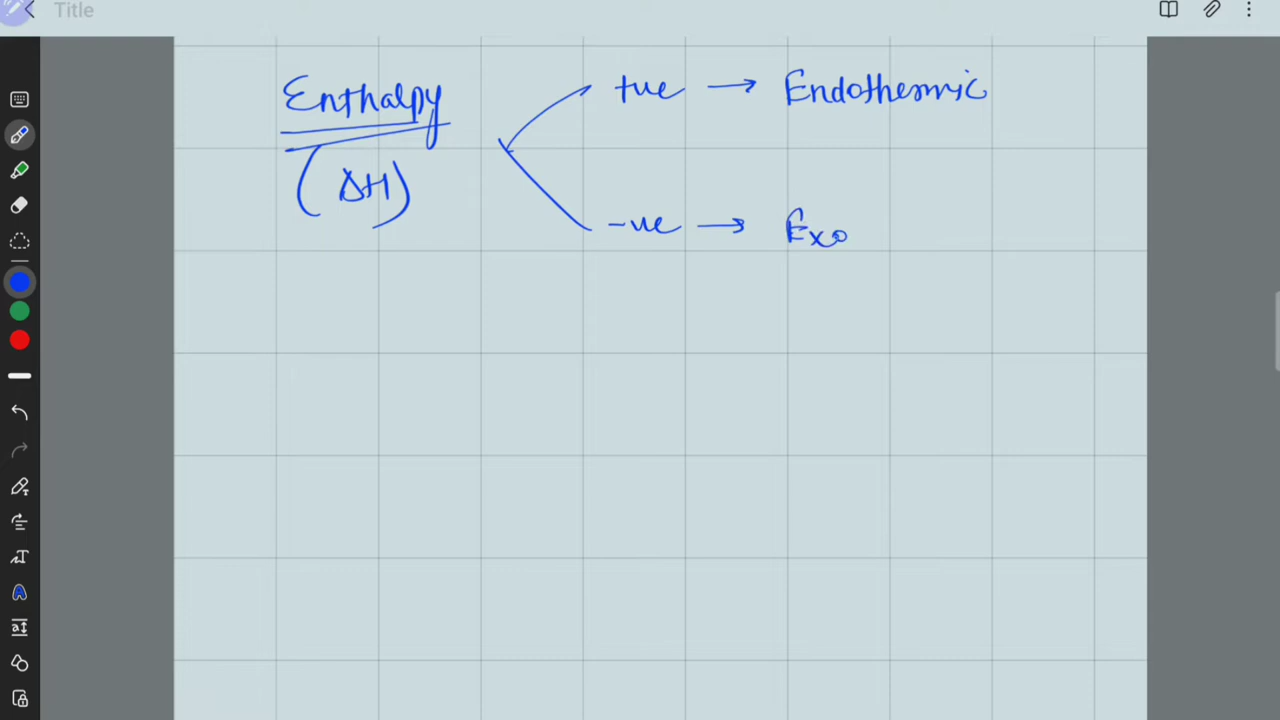 Title
Enthalpy
(ΔH)
+ve → Endothermic
-ve → Exo